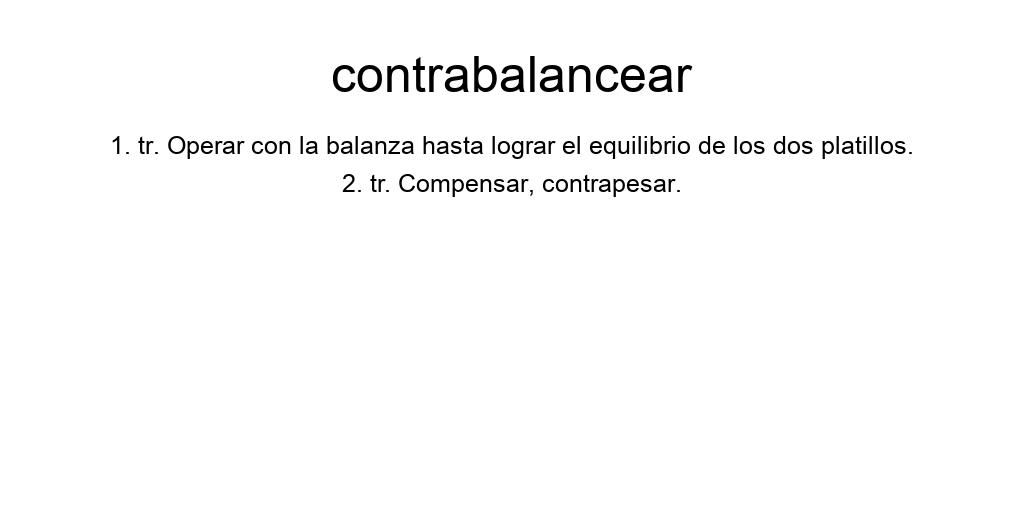 contrabalancear
1. tr. Operar con la balanza hasta lograr el equilibrio de los dos platillos.
2. tr. Compensar, contrapesar.